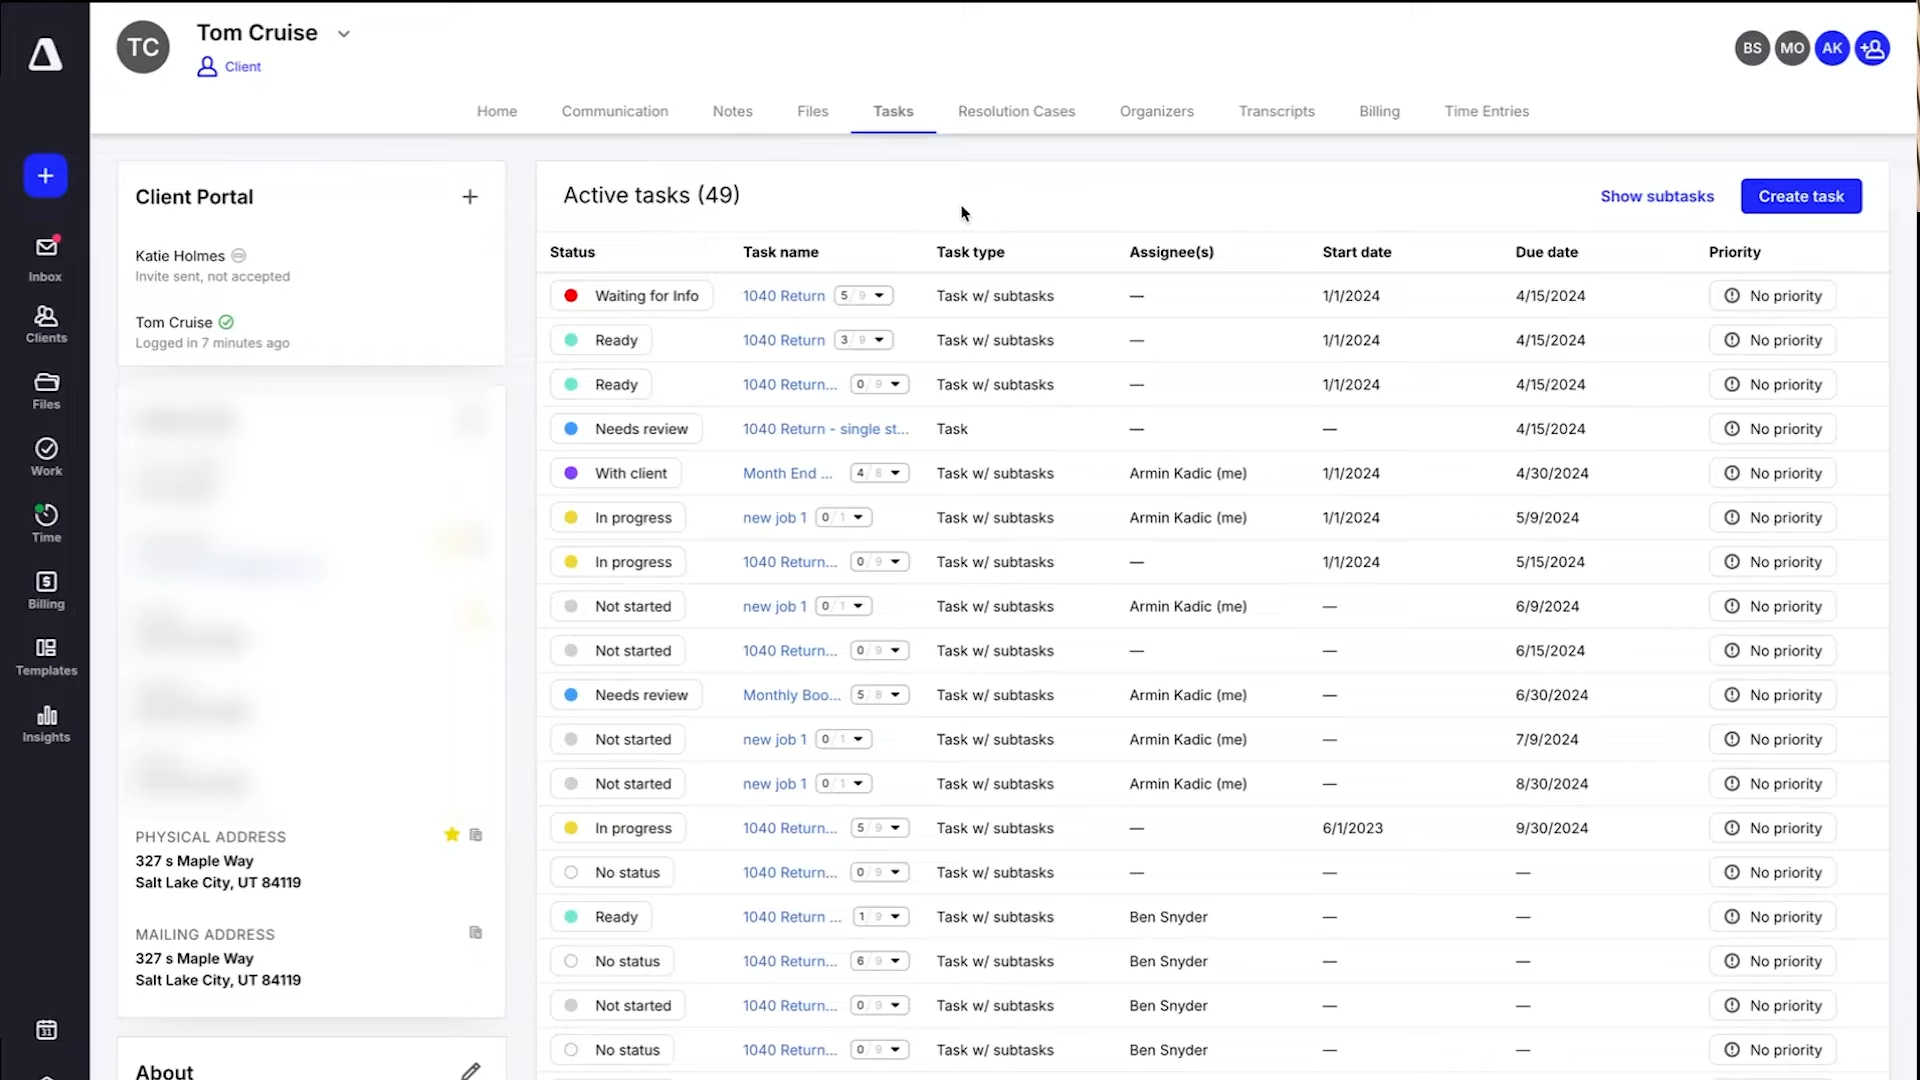 TC
Tom Cruise
Client
BS MO AK
Home Communication Notes Files Tasks Resolution Cases Organizers Transcripts Billing Time Entries
Inbox
Clients
Files
Work
Time
Billing
Templates
Insights
31
Client Portal
Katie Holmes
Invite sent, not accepted
Tom Cruise
Logged in 7 minutes ago
PHYSICAL ADDRESS
327 s Maple Way
Salt Lake City, UT 84119
MAILING ADDRESS
327 s Maple Way
Salt Lake City, UT 84119
About
Active tasks (49)
Show subtasks Create task
Status Task name Task type Assignee(s) Start date Due date Priority
Waiting for Info 1040 Return 5/9 Task w/ subtasks — 1/1/2024 4/15/2024 No priority
Ready 1040 Return 3/9 Task w/ subtasks — 1/1/2024 4/15/2024 No priority
Ready 1040 Return... 0/9 Task w/ subtasks — 1/1/2024 4/15/2024 No priority
Needs review 1040 Return - single st... Task — — 4/15/2024 No priority
With client Month End ... 4/8 Task w/ subtasks Armin Kadic (me) 1/1/2024 4/30/2024 No priority
In progress new job 1 0/1 Task w/ subtasks Armin Kadic (me) 1/1/2024 5/9/2024 No priority
In progress 1040 Return... 0/9 Task w/ subtasks — 1/1/2024 5/15/2024 No priority
Not started new job 1 0/1 Task w/ subtasks Armin Kadic (me) — 6/9/2024 No priority
Not started 1040 Return... 0/9 Task w/ subtasks — — 6/15/2024 No priority
Needs review Monthly Boo... 5/8 Task w/ subtasks Armin Kadic (me) — 6/30/2024 No priority
Not started new job 1 0/1 Task w/ subtasks Armin Kadic (me) — 7/9/2024 No priority
Not started new job 1 0/1 Task w/ subtasks Armin Kadic (me) — 8/30/2024 No priority
In progress 1040 Return... 5/9 Task w/ subtasks — 6/1/2023 9/30/2024 No priority
No status 1040 Return... 0/9 Task w/ subtasks — — — No priority
Ready 1040 Return ... 1/9 Task w/ subtasks Ben Snyder — — No priority
No status 1040 Return... 6/9 Task w/ subtasks Ben Snyder — — No priority
Not started 1040 Return... 0/9 Task w/ subtasks Ben Snyder — — No priority
No status 1040 Return... 0/9 Task w/ subtasks Ben Snyder — — No priority